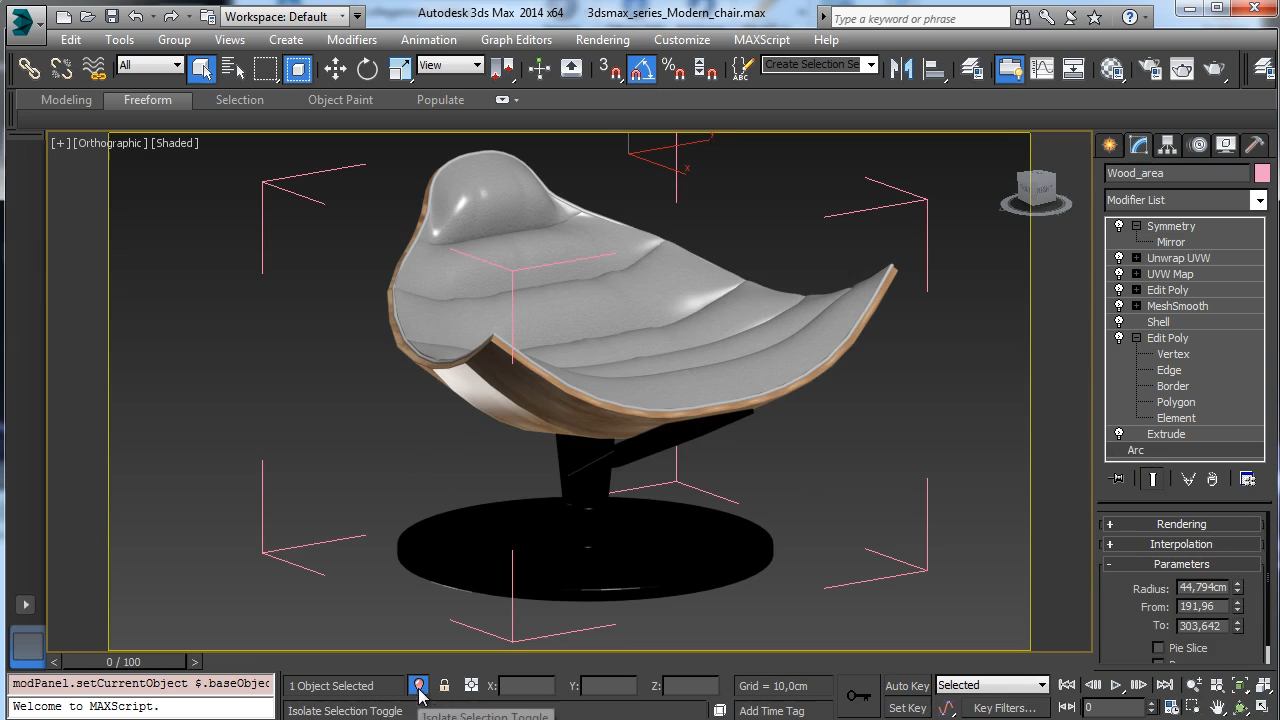 Workspace: Default
Autodesk 3ds Max 2014 x64 3dsmax_series_Modern_chair.max
Type a keyword or phrase
Edit Tools Group Views Create Modifiers Animation Graph Editors Rendering Customize MAXScript Help
All
View
3
%
ABC
Create Selection Se
Modeling Freeform Selection Object Paint Populate
[+][Orthographic][Shaded]
x
Wood_area
Modifier List
Symmetry
Mirror
Unwrap UVW
UVW Map
Edit Poly
MeshSmooth
Shell
Edit Poly
Vertex
Edge
Border
Polygon
Element
Extrude
Arc
+ Rendering
+ Interpolation
- Parameters
Radius: 44,794cm
From: 191,96
To: 303,642
Pie Slice
< 0 / 100 >
modPanel.setCurrentObject $.baseObjec
Welcome to MAXScript.
1 Object Selected
X: Y: Z:
Grid = 10,0cm
Auto Key
Selected
Isolate Selection Toggle
Isolate Selection Toggle
Add Time Tag
Set Key
Key Filters...
0